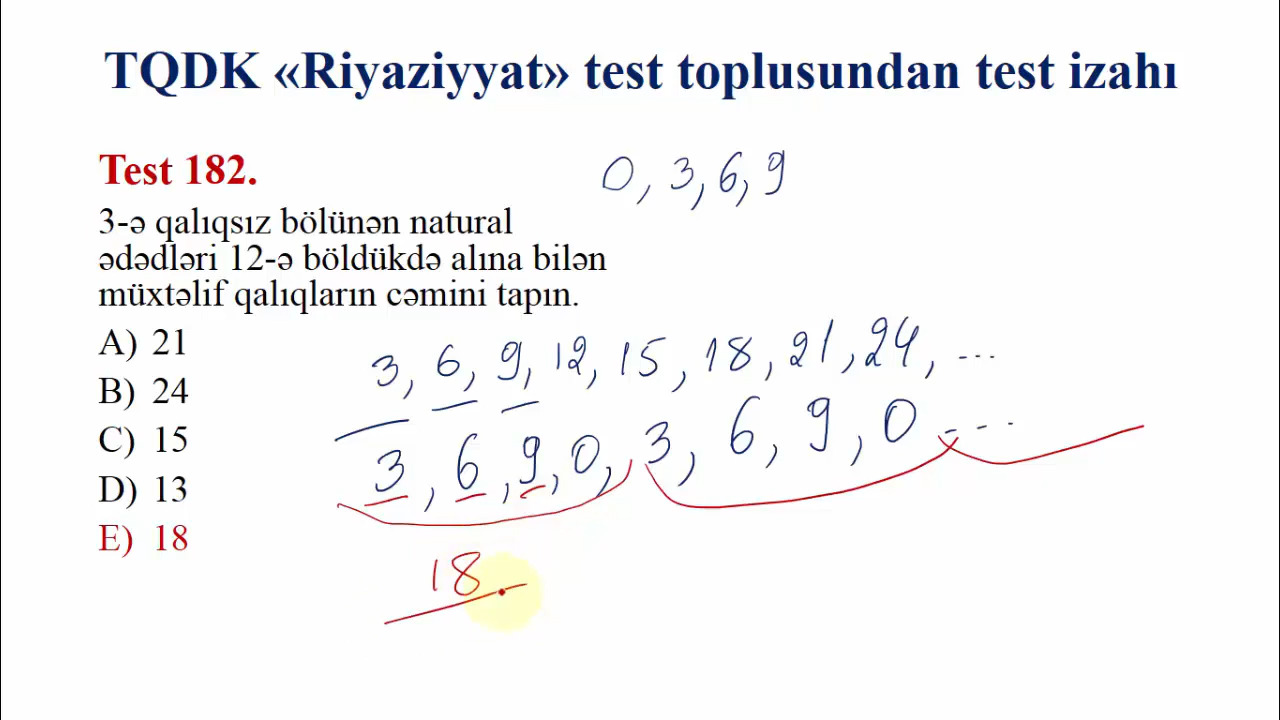 TQDK «Riyaziyyat» test toplusundan test izahı
Test 182.
0, 3, 6, 9
3-ə qalıqsız bölünən natural
ədədləri 12-ə böldükdə alına bilən
müxtəlif qalıqların cəmini tapın.
A) 21
3, 6, 9, 12, 15, 18, 21, 24, ...
B) 24
C) 15
3, 6, 9, 0, 3, 6, 9, 0 ...
D) 13
E) 18
18.